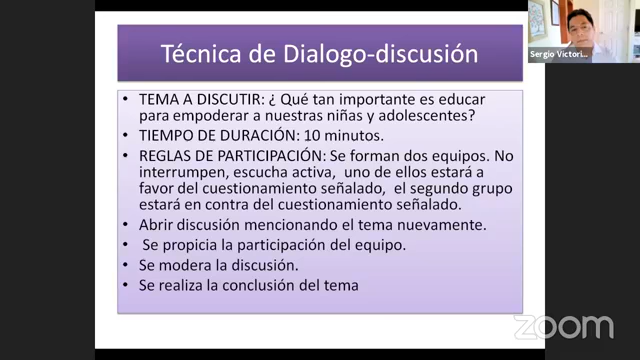 Técnica de Dialogo-discusión
• TEMA A DISCUTIR: ¿ Qué tan importante es educar
para empoderar a nuestras niñas y adolescentes?
• TIEMPO DE DURACIÓN: 10 minutos.
• REGLAS DE PARTICIPACIÓN: Se forman dos equipos. No
interrumpen, escucha activa, uno de ellos estará a
favor del cuestionamiento señalado, el segundo grupo
estará en contra del cuestionamiento señalado.
• Abrir discusión mencionando el tema nuevamente.
• Se propicia la participación del equipo.
• Se modera la discusión.
• Se realiza la conclusión del tema
Sergio Victori...
zoom